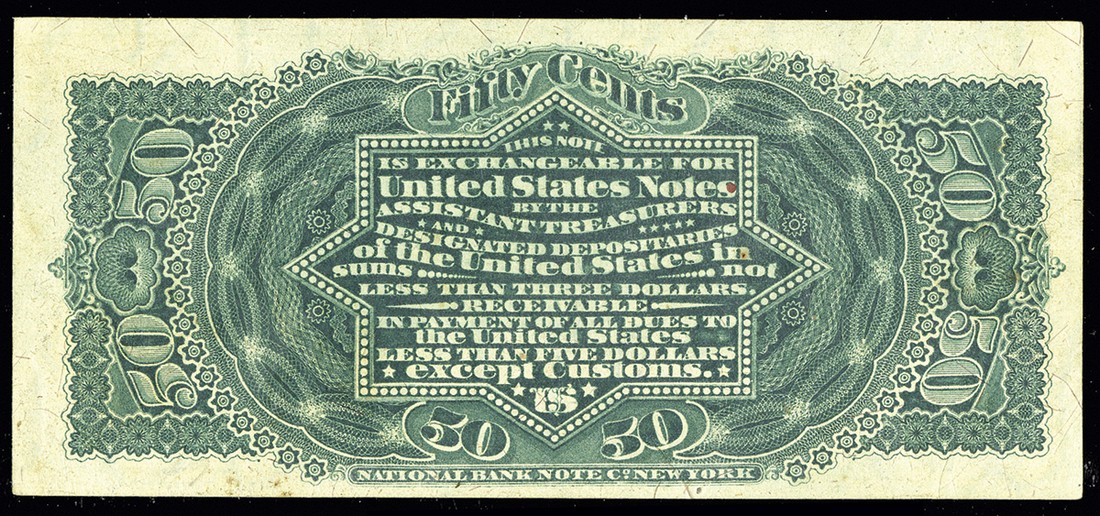 Fifty Cents
THIS NOTE
IS EXCHANGEABLE FOR
United States Notes
BY THE
ASSISTANT TREASURERS
AND
DESIGNATED DEPOSITARIES
of the United States in
sums not
LESS THAN THREE DOLLARS.
RECEIVABLE
IN PAYMENT OF ALL DUES TO
the United States
LESS THAN FIVE DOLLARS
except Customs.
50
50
50
50
50
50
NATIONAL BANK NOTE Co. NEW YORK